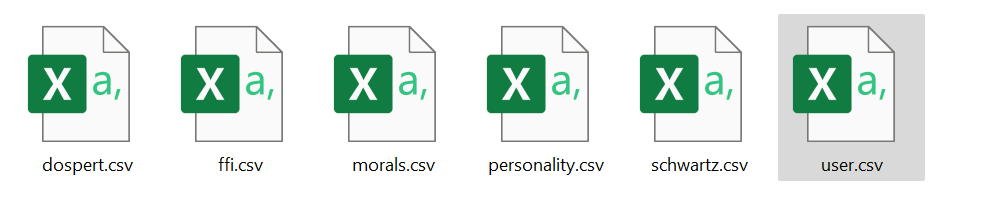 X a, X a, X a, X a, X a, X a,
dospert.csv ffi.csv morals.csv personality.csv schwartz.csv user.csv